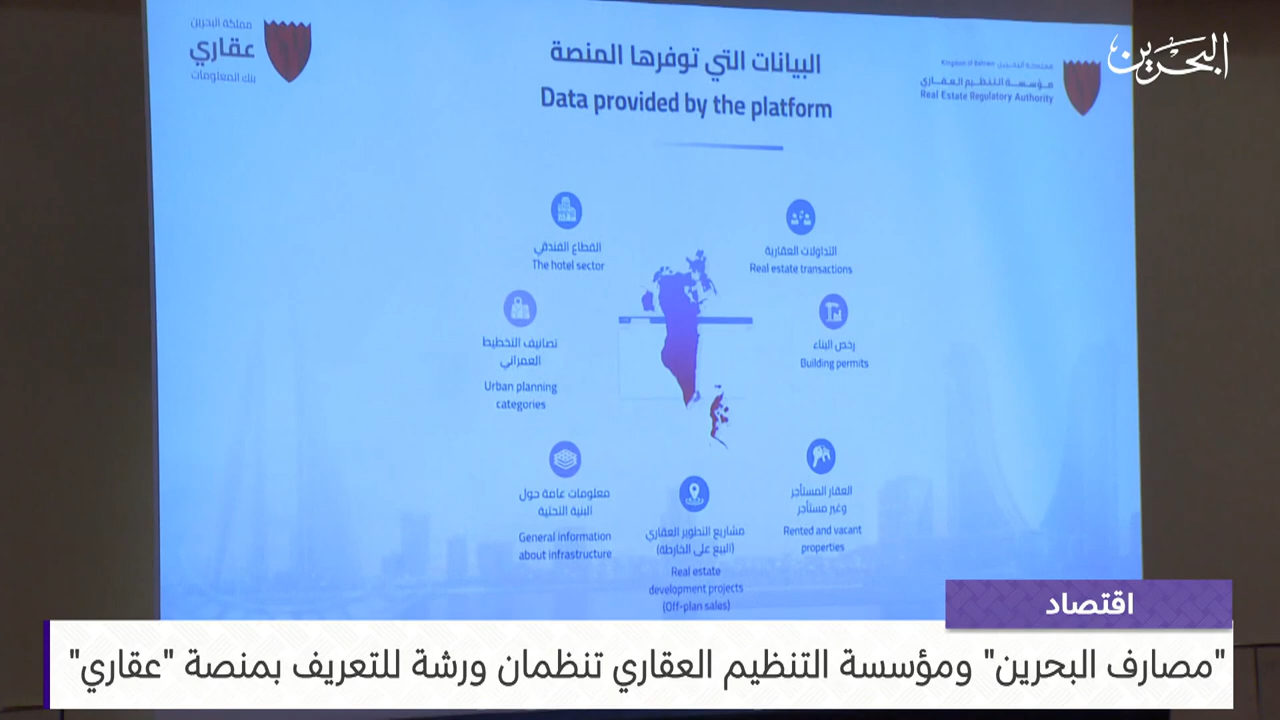 البحرين
مملكة البحرين
عقاري
بنك المعلومات
البيانات التي توفرها المنصة
Data provided by the platform
Kingdom of Bahrain مملكة البحرين
مؤسسة التنظيم العقاري
Real Estate Regulatory Authority
القطاع الفندقي
The hotel sector
التداولات العقارية
Real estate transactions
تصانيف التخطيط
العمراني
Urban planning
categories
رخص البناء
Building permits
معلومات عامة حول
البنية التحتية
General information
about infrastructure
مشاريع التطوير العقاري
(البيع على الخارطة)
Real estate
development projects
(Off-plan sales)
العقار المستأجر
وغير مستأجر
Rented and vacant
properties
اقتصاد
"مصارف البحرين" ومؤسسة التنظيم العقاري تنظمان ورشة للتعريف بمنصة "عقاري"